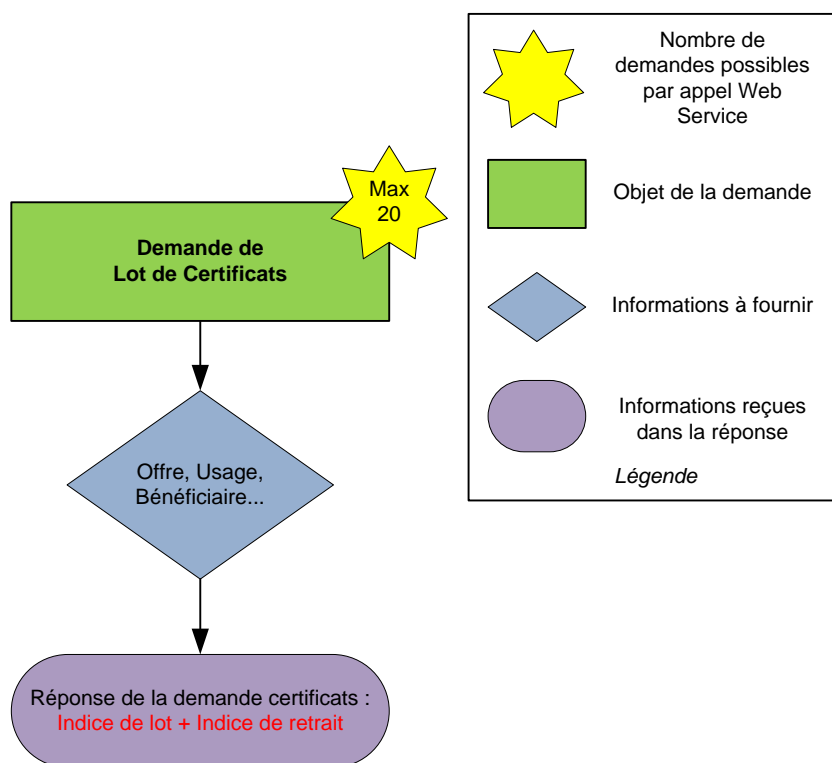 Max
20
Demande de
Lot de Certificats
Offre, Usage,
Bénéficiaire...
Réponse de la demande certificats :
Indice de lot + Indice de retrait
Nombre de
demandes possibles
par appel Web
Service
Objet de la demande
Informations à fournir
Informations reçues
dans la réponse
Légende